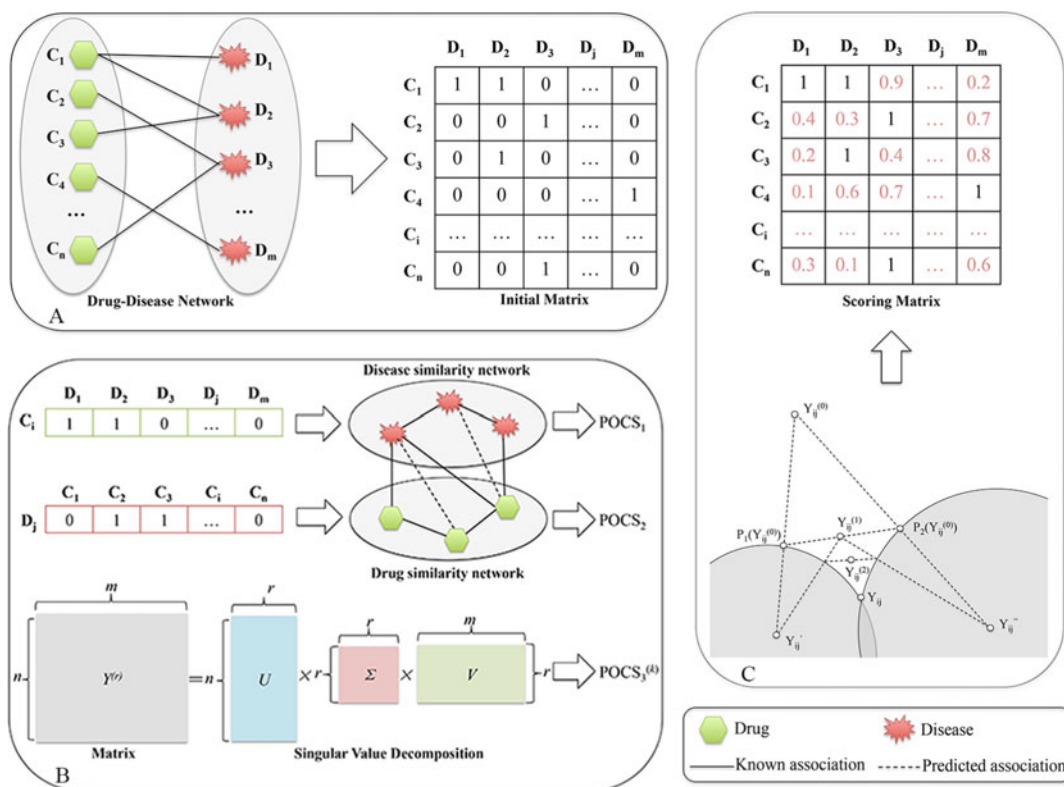 C1
C2
C3
C4
...
Cn
D1
D2
D3
...
Dm
Drug-Disease Network
A
D1 D2 D3 Dj Dm
C1 1 1 0 ... 0
C2 0 0 1 ... 0
C3 0 1 0 ... 0
C4 0 0 0 ... 1
Ci ... ... ... ... ...
Cn 0 0 1 ... 0
Initial Matrix
D1 D2 D3 Dj Dm
Ci 1 1 0 ... 0
C1 C2 C3 Ci Cn
Dj 0 1 1 ... 0
Disease similarity network
Drug similarity network
POCS1
POCS2
m
n
Y(r)
=
n
r
U
×
r
r
Σ
×
m
V
r
POCS3(k)
Matrix
Singular Value Decomposition
B
D1 D2 D3 Dj Dm
C1 1 1 0.9 ... 0.2
C2 0.4 0.3 1 ... 0.7
C3 0.2 1 0.4 ... 0.8
C4 0.1 0.6 0.7 ... 1
Ci ... ... ... ... ...
Cn 0.3 0.1 1 ... 0.6
Scoring Matrix
Yij(0)
P1(Yij(0))
Yij(1)
P2(Yij(0))
Yij(2)
Yij
Yij'
Yij''
C
Drug
Disease
Known association
Predicted association